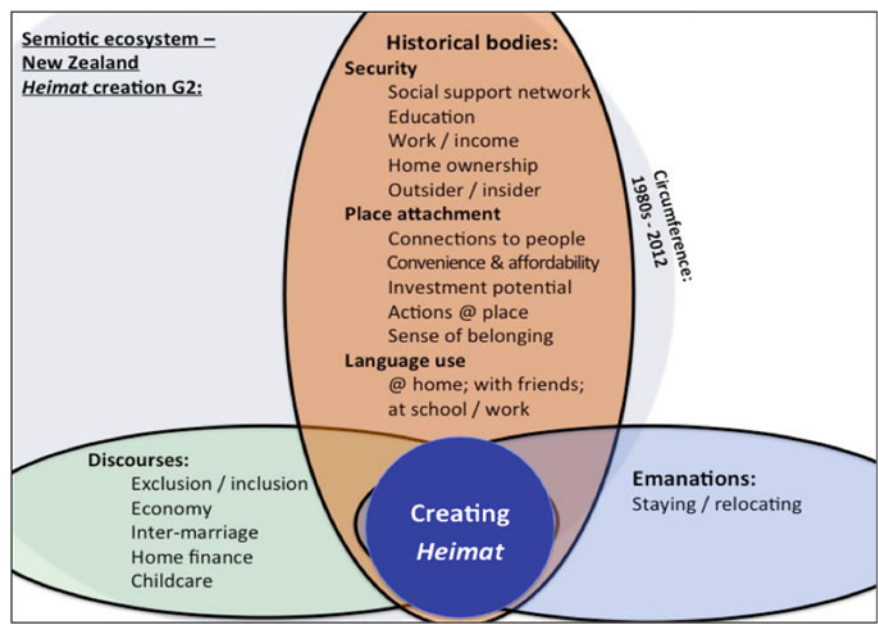 Semiotic ecosystem –
New Zealand
Heimat creation G2:
Historical bodies:
Security
Social support network
Education
Work / income
Home ownership
Outsider / insider
Place attachment
Connections to people
Convenience & affordability
Investment potential
Actions @ place
Sense of belonging
Language use
@ home; with friends;
at school / work
Circumference:
1980s - 2012
Discourses:
Exclusion / inclusion
Economy
Inter-marriage
Home finance
Childcare
Creating
Heimat
Emanations:
Staying / relocating